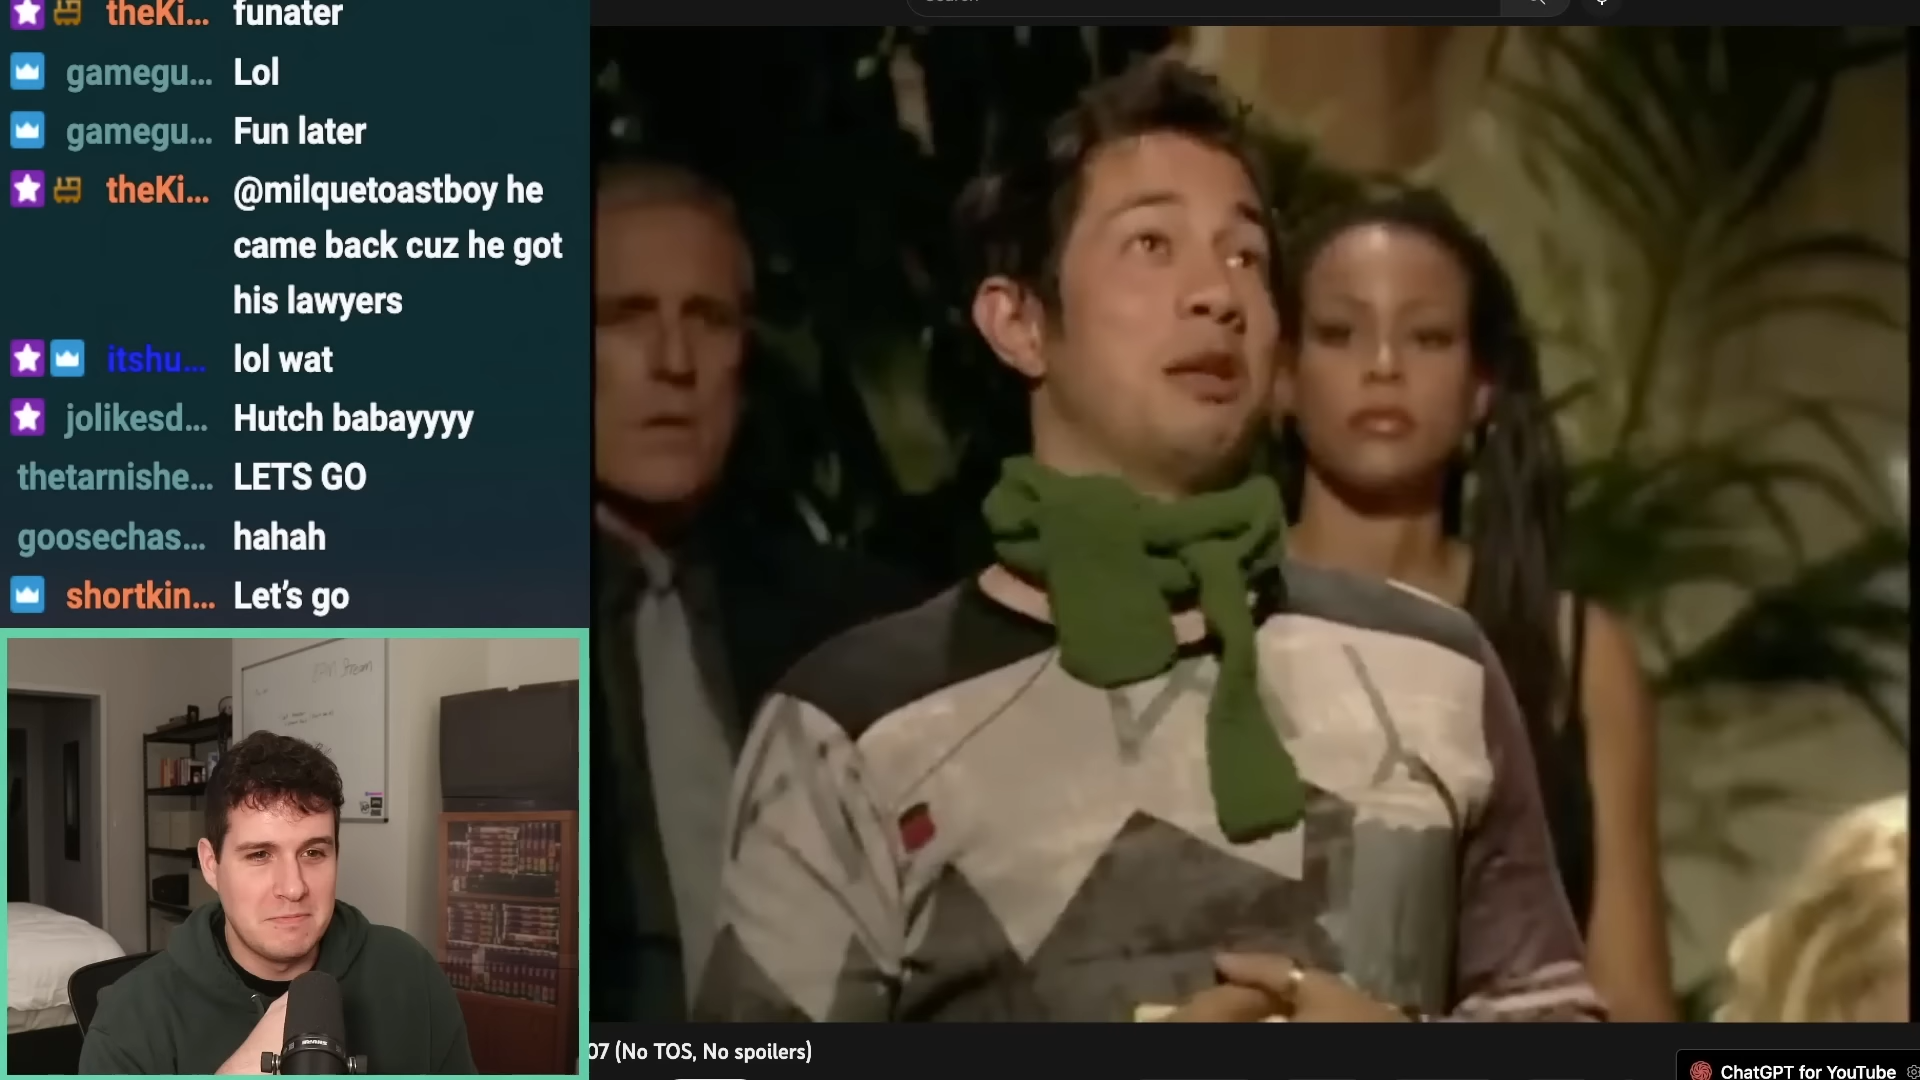 Search
theKi... funater
gamegu... Lol
gamegu... Fun later
theKi... @milquetoastboy he
came back cuz he got
his lawyers
itshu... lol wat
jolikesd... Hutch babayyyy
thetarnishe... LETS GO
goosechas... hahah
shortkin... Let's go
07 (No TOS, No spoilers)
ChatGPT for YouTube